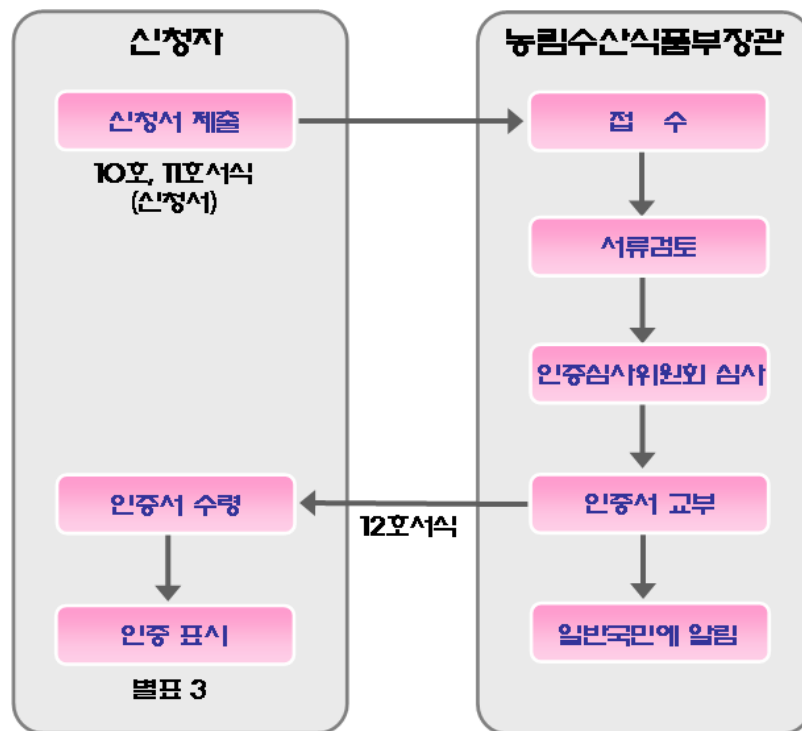 신청자
농림수산식품부장관
신청서 제출
접 수
10호, 11호서식
(신청서)
서류검토
인증심사위원회 심사
인증서 수령
인증서 교부
12호서식
인증 표시
일반국민에 알림
별표 3